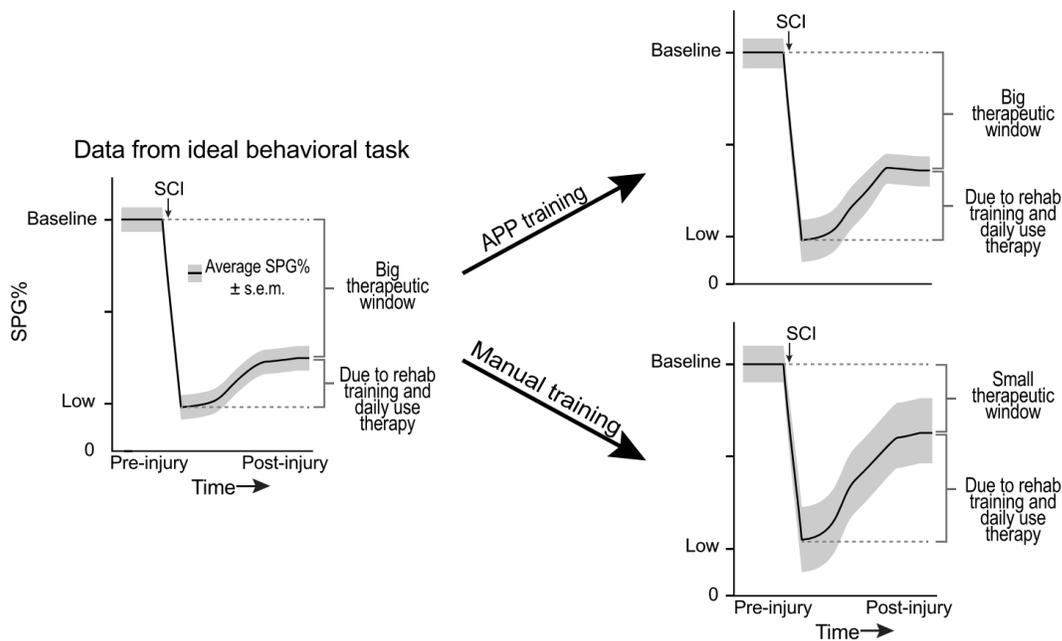 Data from ideal behavioral task
SPG%
SCI
Baseline
Average SPG%
± s.e.m.
Big
therapeutic
window
Due to rehab
training and
daily use
therapy
Low
0
Pre-injury
Post-injury
Time
APP training
Manual training
SCI
Baseline
Big
therapeutic
window
Due to rehab
training and
daily use
therapy
Low
0
SCI
Baseline
Small
therapeutic
window
Due to rehab
training and
daily use
therapy
Low
0
Pre-injury
Post-injury
Time